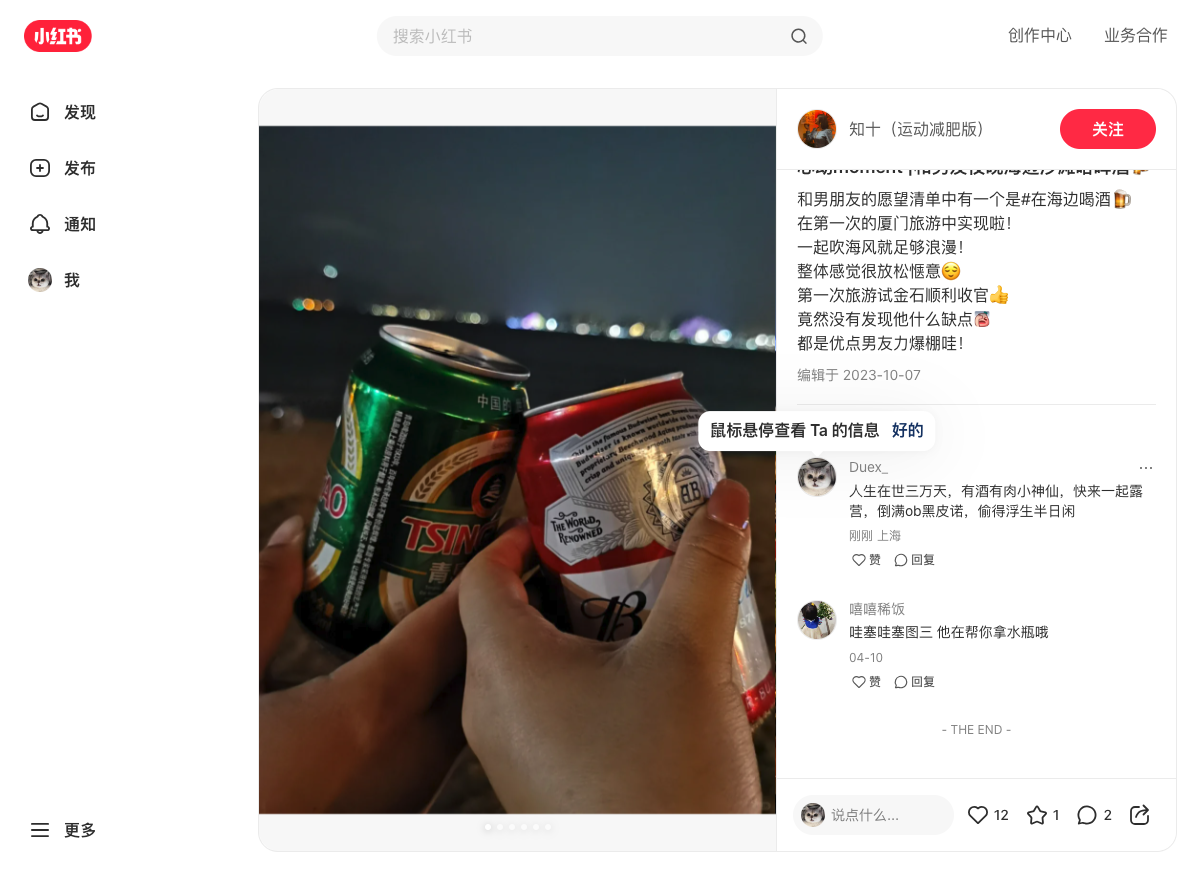 小红书
搜索小红书
创作中心
业务合作
发现
发布
通知
我
更多
知十（运动减肥版）
关注
和男朋友的愿望清单中有一个是#在海边喝酒🍺
在第一次的厦门旅游中实现啦！
一起吹海风就足够浪漫！
整体感觉很放松惬意😌
第一次旅游试金石顺利收官👍
竟然没有发现他什么缺点
都是优点男友力爆棚哇！
编辑于 2023-10-07
鼠标悬停查看 Ta 的信息 好的
Duex_
人生在世三万天，有酒有肉小神仙，快来一起露
营，倒满ob黑皮诺，偷得浮生半日闲
刚刚 上海
赞 回复
嘻嘻稀饭
哇塞哇塞图三 他在帮你拿水瓶哦
04-10
赞 回复
- THE END -
说点什么...
12
1
2
中国的
TSIN
THE WORLD
RENOWNED